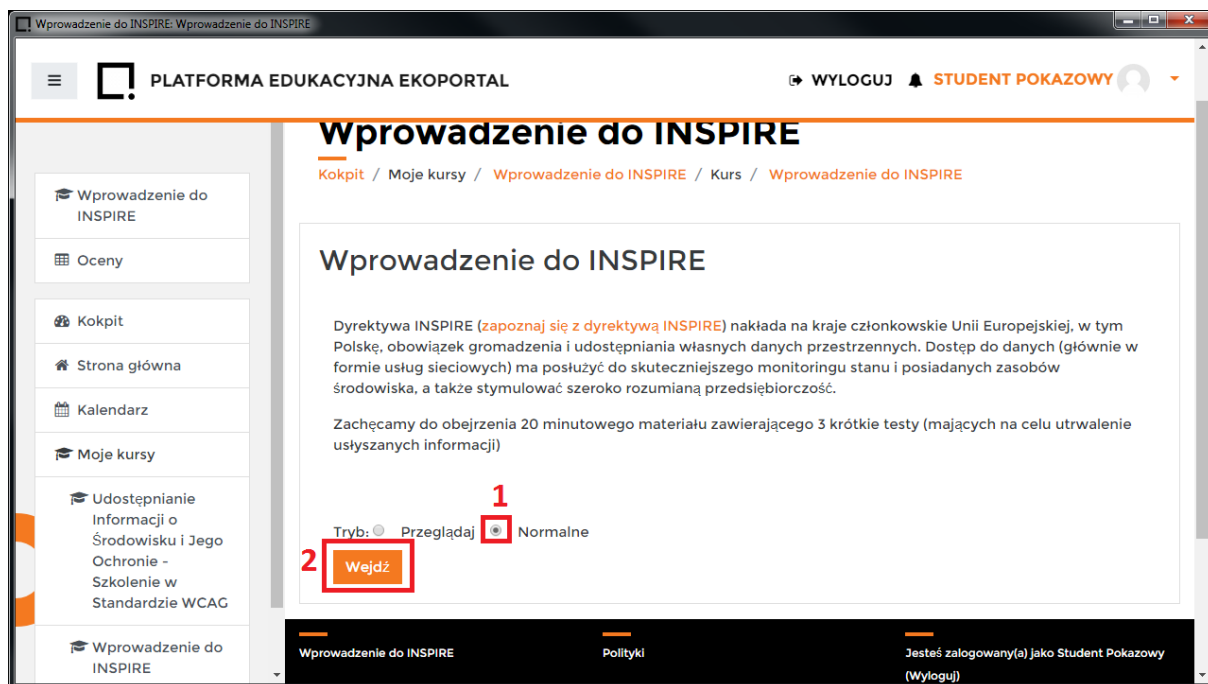 Wprowadzenie do INSPIRE: Wprowadzenie do INSPIRE
PLATFORMA EDUKACYJNA EKOPORTAL
WYLOGUJ
STUDENT POKAZOWY
Wprowadzenie do
INSPIRE
Oceny
Kokpit
Strona główna
Kalendarz
Moje kursy
Udostępnianie
Informacji o
Środowisku i Jego
Ochronie -
Szkolenie w
Standardzie WCAG
Wprowadzenie do
INSPIRE
Wprowadzenie do INSPIRE
Kokpit / Moje kursy / Wprowadzenie do INSPIRE / Kurs / Wprowadzenie do INSPIRE
Wprowadzenie do INSPIRE
Dyrektywa INSPIRE (zapoznaj się z dyrektywą INSPIRE) nakłada na kraje członkowskie Unii Europejskiej, w tym
Polskę, obowiązek gromadzenia i udostępniania własnych danych przestrzennych. Dostęp do danych (głównie w
formie usług sieciowych) ma posłużyć do skuteczniejszego monitoringu stanu i posiadanych zasobów
środowiska, a także stymulować szeroko rozumianą przedsiębiorczość.
Zachęcamy do obejrzenia 20 minutowego materiału zawierającego 3 krótkie testy (mających na celu utrwalenie
usłyszanych informacji)
1
Tryb: Przeglądaj Normalne
2
Wejdź
Wprowadzenie do INSPIRE
Polityki
Jesteś zalogowany(a) jako Student Pokazowy
(Wyloguj)